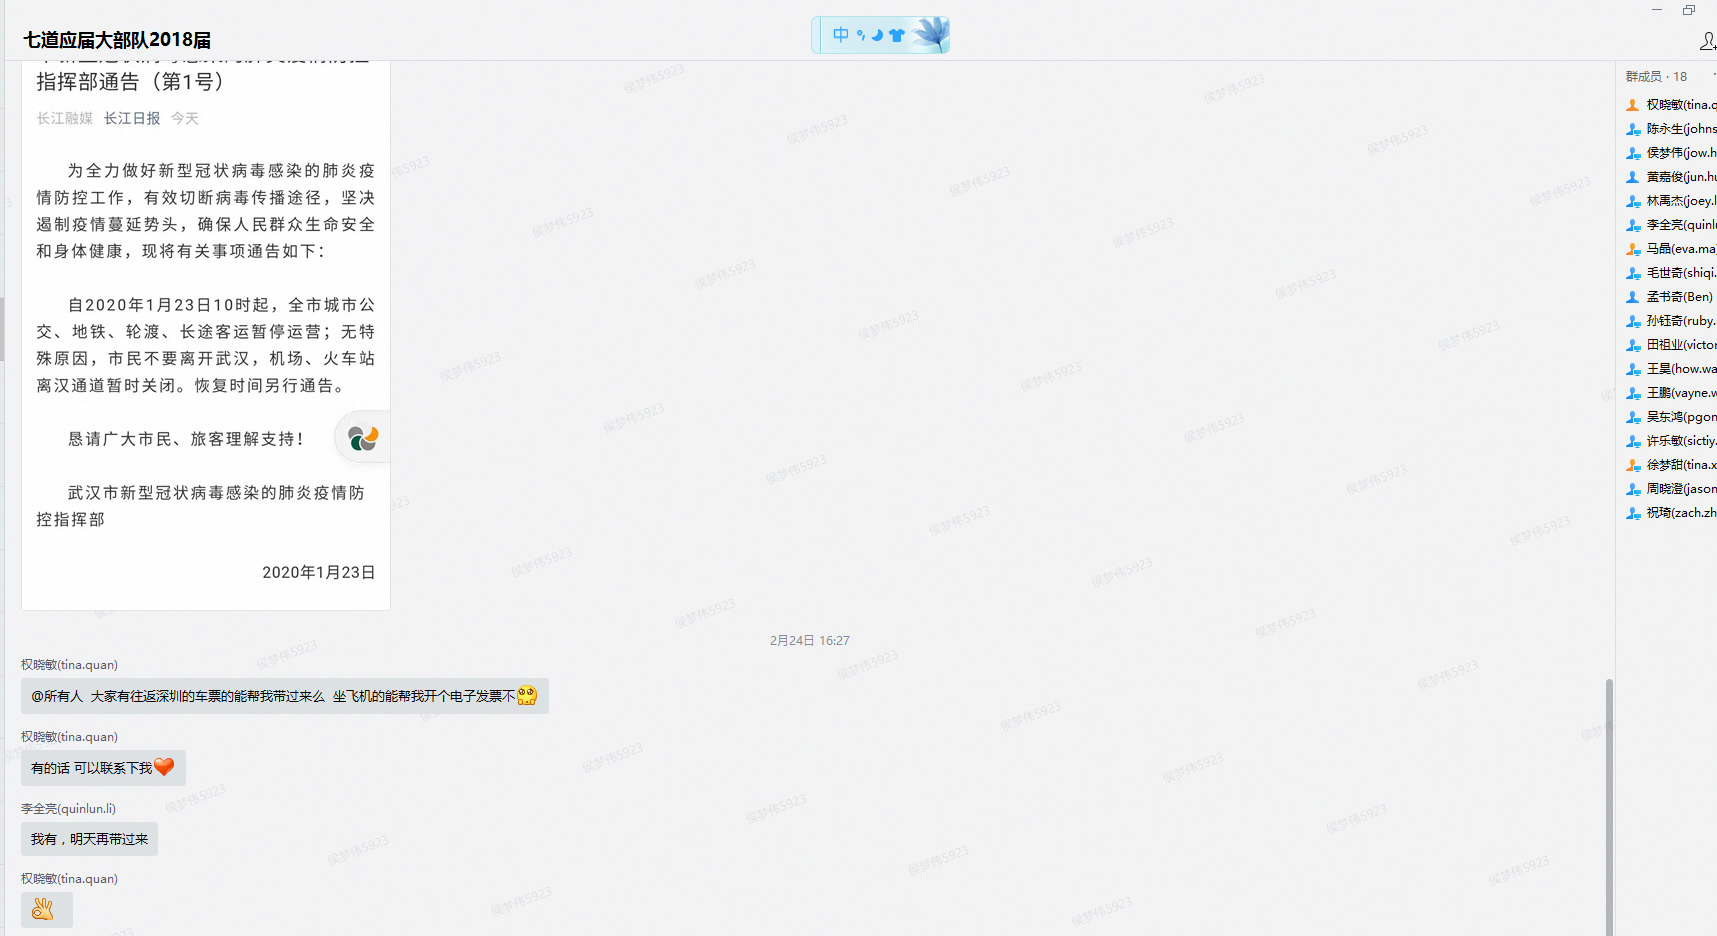 七道应届大部队2018届
中
指挥部通告（第1号）
长江融媒 长江日报 今天
为全力做好新型冠状病毒感染的肺炎疫
情防控工作，有效切断病毒传播途径，坚决
遏制疫情蔓延势头，确保人民群众生命安全
和身体健康，现将有关事项通告如下：
自2020年1月23日10时起，全市城市公
交、地铁、轮渡、长途客运暂停运营；无特
殊原因，市民不要离开武汉，机场、火车站
离汉通道暂时关闭。恢复时间另行通告。
恳请广大市民、旅客理解支持！
武汉市新型冠状病毒感染的肺炎疫情防
控指挥部
2020年1月23日
2月24日 16:27
权晓敏(tina.quan)
@所有人 大家有往返深圳的车票的能帮我带过来么 坐飞机的能帮我开个电子发票不
权晓敏(tina.quan)
有的话 可以联系下我
李全亮(quinlun.li)
我有，明天再带过来
权晓敏(tina.quan)
群成员·18
权晓敏(tina.q
陈永生(johns
侯梦伟(jow.h
黄嘉俊(jun.hu
林禹杰(joey.l
李全亮(quinlu
马晶(eva.ma)
毛世奇(shiqi.
孟书奇(Ben)
孙钰奇(ruby.
田祖业(victor
王昊(how.wa
王鹏(vayne.w
吴东鸿(pgon
许乐敏(sictiy.
徐梦甜(tina.x
周晓澄(jason
祝琦(zach.zh
侯梦伟5923